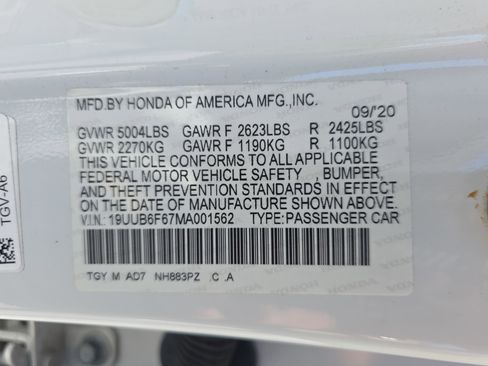 MFD.BY HONDA OF AMERICA MFG.,INC.
09/'20
GVWR 5004LBS GAWR F 2623LBS R 2425LBS
GVWR 2270KG GAWR F 1190KG R 1100KG
THIS VEHICLE CONFORMS TO ALL APPLICABLE
FEDERAL MOTOR VEHICLE SAFETY , BUMPER,
AND THEFT PREVENTION STANDARDS IN EFFECT
ON THE DATE OF MANUFACTURE SHOWN ABOVE.
V.I.N: 19UUB6F67MA001562 TYPE:PASSENGER CAR
TGY M AD7 NH883PZ .C .A
TGV-A6